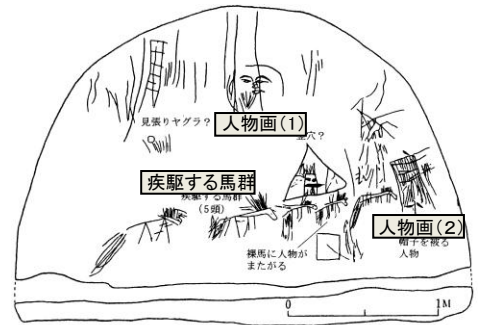 見張りヤグラ?
人物画(1)
竪穴?
疾駆する馬群
疾駆する馬群
(5頭)
人物画(2)
帽子を被る
人物
裸馬に人物が
またがる
0
1M